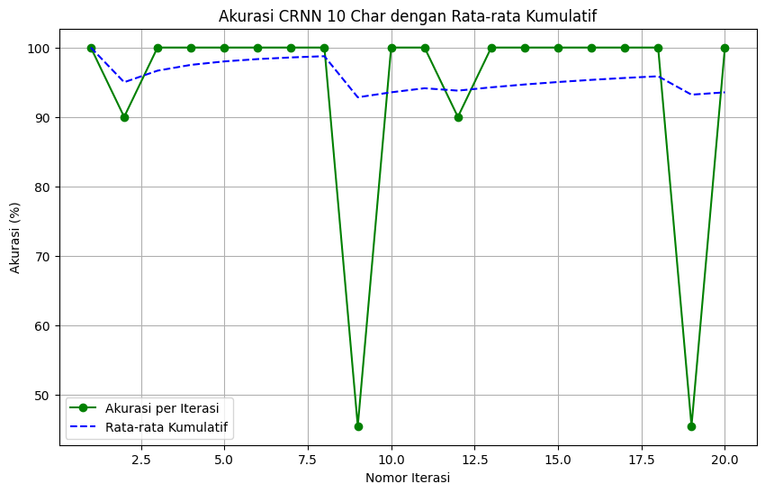 Akurasi CRNN 10 Char dengan Rata-rata Kumulatif
100
90
80
70
60
50
Akurasi (%)
Akurasi per Iterasi
Rata-rata Kumulatif
2.5 5.0 7.5 10.0 12.5 15.0 17.5 20.0
Nomor Iterasi